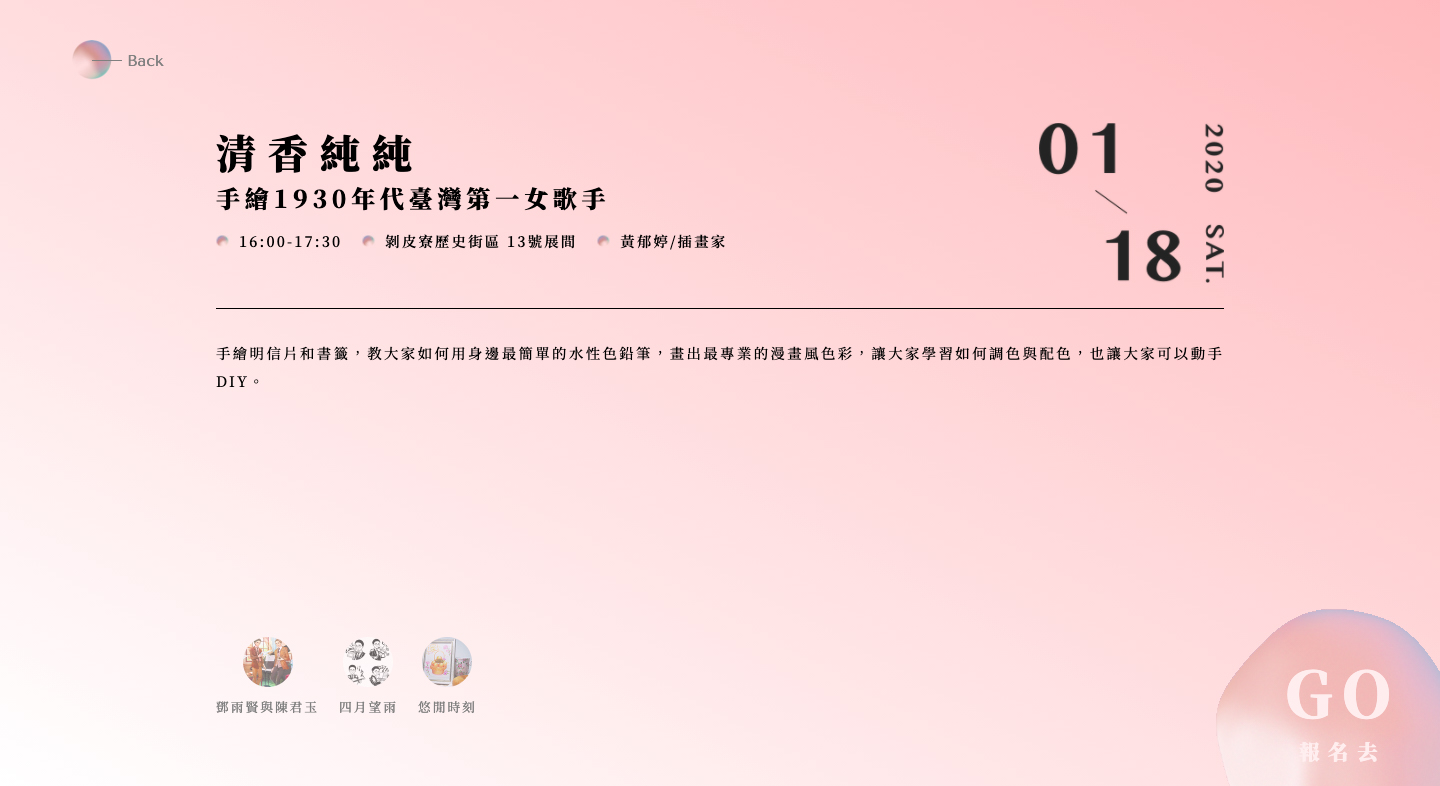 Back
清香純純
手繪1930年代臺灣第一女歌手
16:00-17:30 剝皮寮歷史街區 13號展間 黃郁婷/插畫家
01
18
2020 SAT.
手繪明信片和書籤，教大家如何用身邊最簡單的水性色鉛筆，畫出最專業的漫畫風色彩，讓大家學習如何調色與配色，也讓大家可以動手
DIY。
鄧雨賢與陳君玉 四月望雨 悠閒時刻
GO
報名去